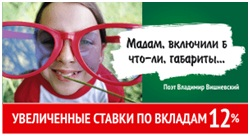 Мадам, включили б
что-ли, габариты...
Поэт Владимир Вишневский
УВЕЛИЧЕННЫЕ СТАВКИ ПО ВКЛАДАМ 12%